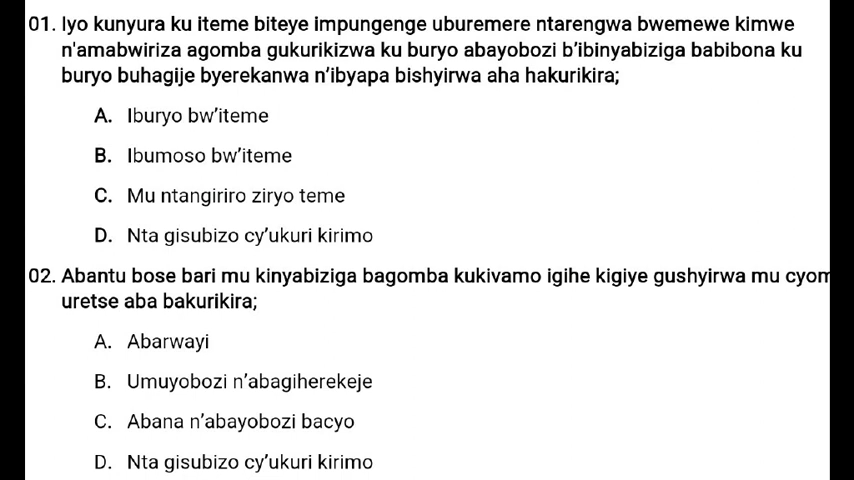 01. Iyo kunyura ku iteme biteye impungenge uburemere ntarengwa bwemewe kimwe
n'amabwiriza agomba gukurikizwa ku buryo abayobozi b'ibinyabiziga babibona ku
buryo buhagije byerekanwa n'ibyapa bishyirwa aha hakurikira;
A. Iburyo bw'iteme
B. Ibumoso bw'iteme
C. Mu ntangiriro ziryo teme
D. Nta gisubizo cy'ukuri kirimo
02. Abantu bose bari mu kinyabiziga bagomba kukivamo igihe kigiye gushyirwa mu cyom
uretse aba bakurikira;
A. Abarwayi
B. Umuyobozi n'abagiherekeje
C. Abana n'abayobozi bacyo
D. Nta gisubizo cy'ukuri kirimo